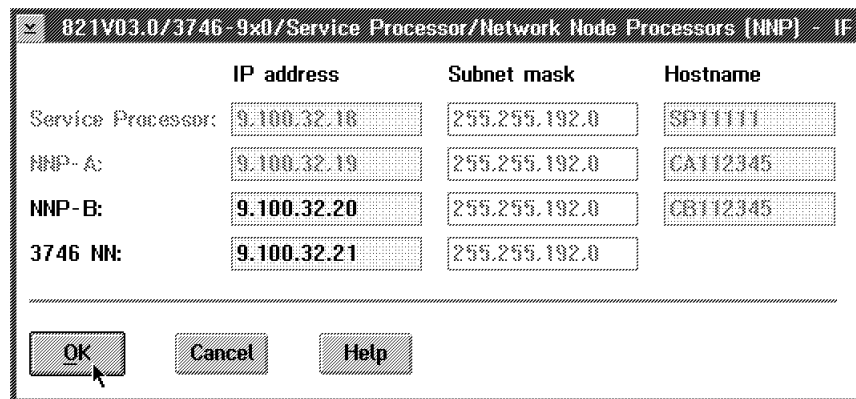 821V03.0/3746-9x0/Service Processor/Network Node Processors (NNP) - IF
IP address Subnet mask Hostname
Service Processor: 9.100.32.18 255.255.192.0 SP11111
NNP-A: 9.100.32.19 255.255.192.0 CA112345
NNP-B: 9.100.32.20 255.255.192.0 CB112345
3746 NN: 9.100.32.21 255.255.192.0
OK Cancel Help